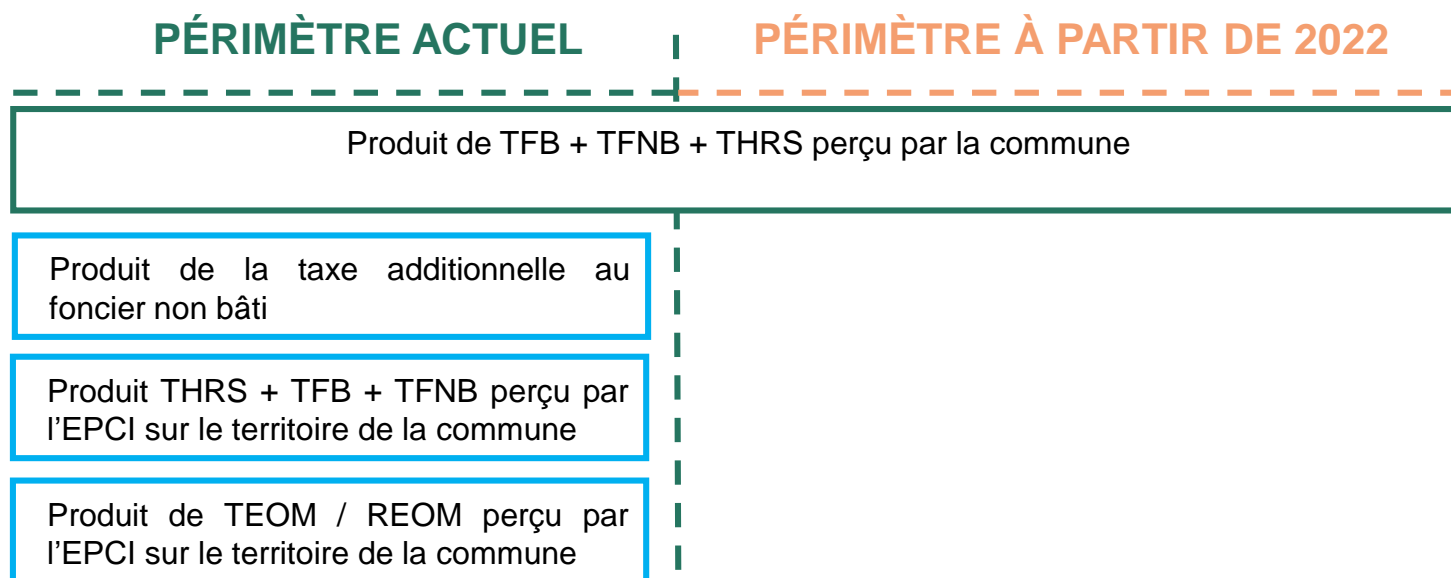 PÉRIMÈTRE ACTUEL
PÉRIMÈTRE À PARTIR DE 2022
Produit de TFB + TFNB + THRS perçu par la commune
Produit de la taxe additionnelle au
foncier non bâti
Produit THRS + TFB + TFNB perçu par
l'EPCI sur le territoire de la commune
Produit de TEOM / REOM perçu par
l'EPCI sur le territoire de la commune